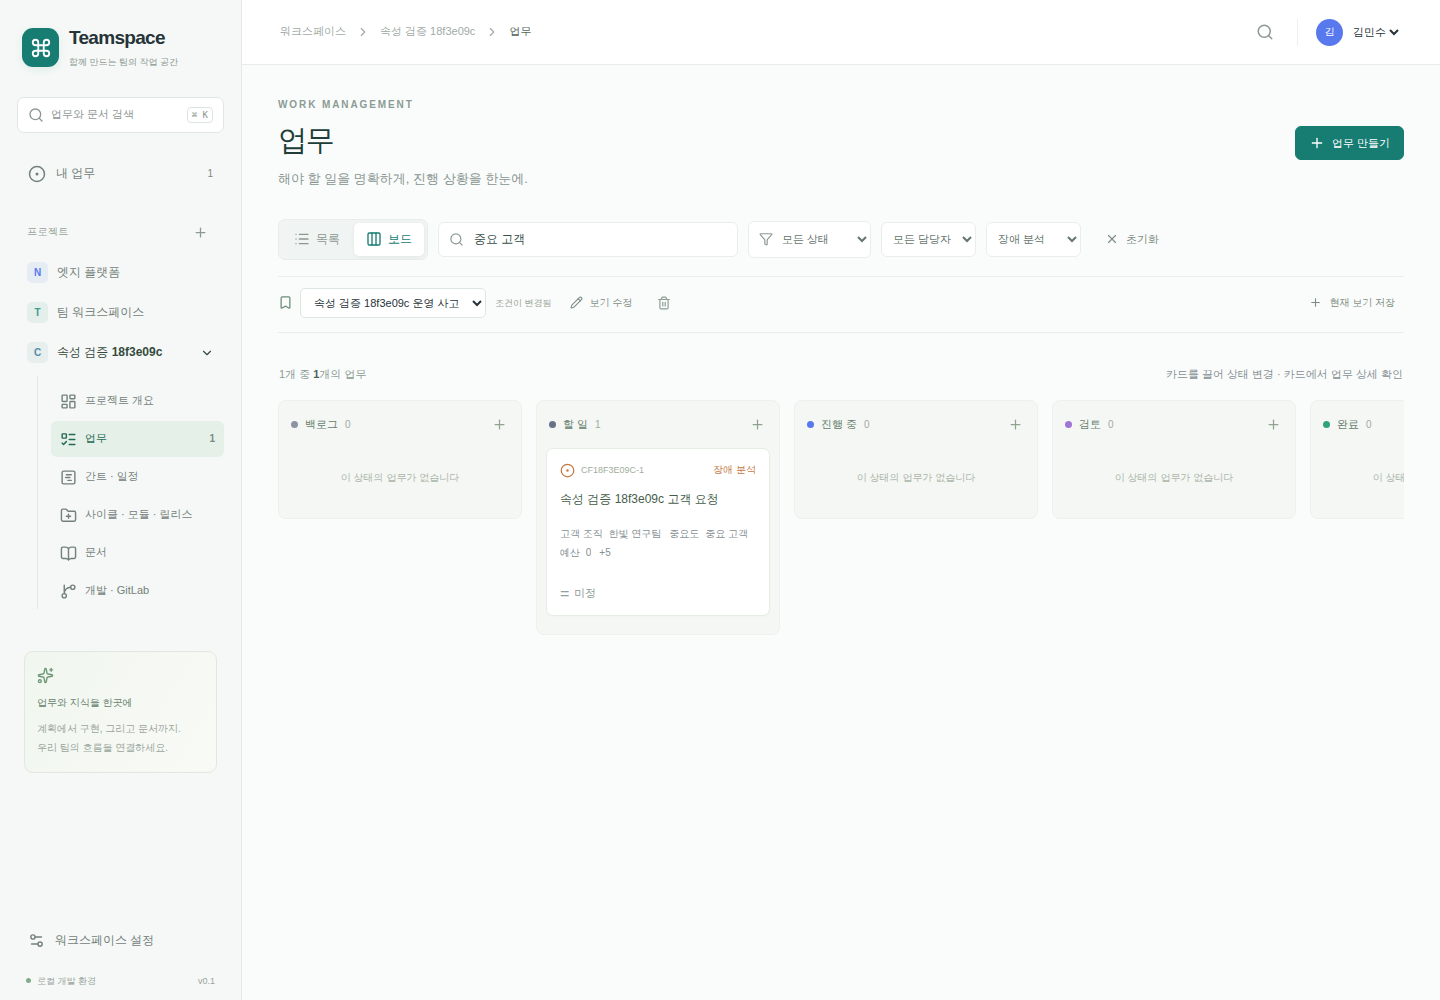 Teamspace
함께 만드는 팀의 작업 공간
업무와 문서 검색
⌘ K
내 업무
1
프로젝트
N
엣지 플랫폼
T
팀 워크스페이스
C
속성 검증 18f3e09c
프로젝트 개요
업무
1
간트 · 일정
사이클 · 모듈 · 릴리스
문서
개발 · GitLab
업무와 지식을 한곳에
계획에서 구현, 그리고 문서까지.
우리 팀의 흐름을 연결하세요.
워크스페이스 설정
로컬 개발 환경
v0.1
워크스페이스
속성 검증 18f3e09c
업무
김
김민수
WORK MANAGEMENT
업무
해야 할 일을 명확하게, 진행 상황을 한눈에.
업무 만들기
목록
보드
중요 고객
모든 상태
모든 담당자
장애 분석
초기화
속성 검증 18f3e09c 운영 사고
조건이 변경됨
보기 수정
현재 보기 저장
1개 중 1개의 업무
카드를 끌어 상태 변경 · 카드에서 업무 상세 확인
백로그 0
이 상태의 업무가 없습니다
할 일 1
CF18F3E09C-1
장애 분석
속성 검증 18f3e09c 고객 요청
고객 조직 한빛 연구팀 중요도 중요 고객
예산 0 +5
미정
진행 중 0
이 상태의 업무가 없습니다
검토 0
이 상태의 업무가 없습니다
완료 0
이 상태